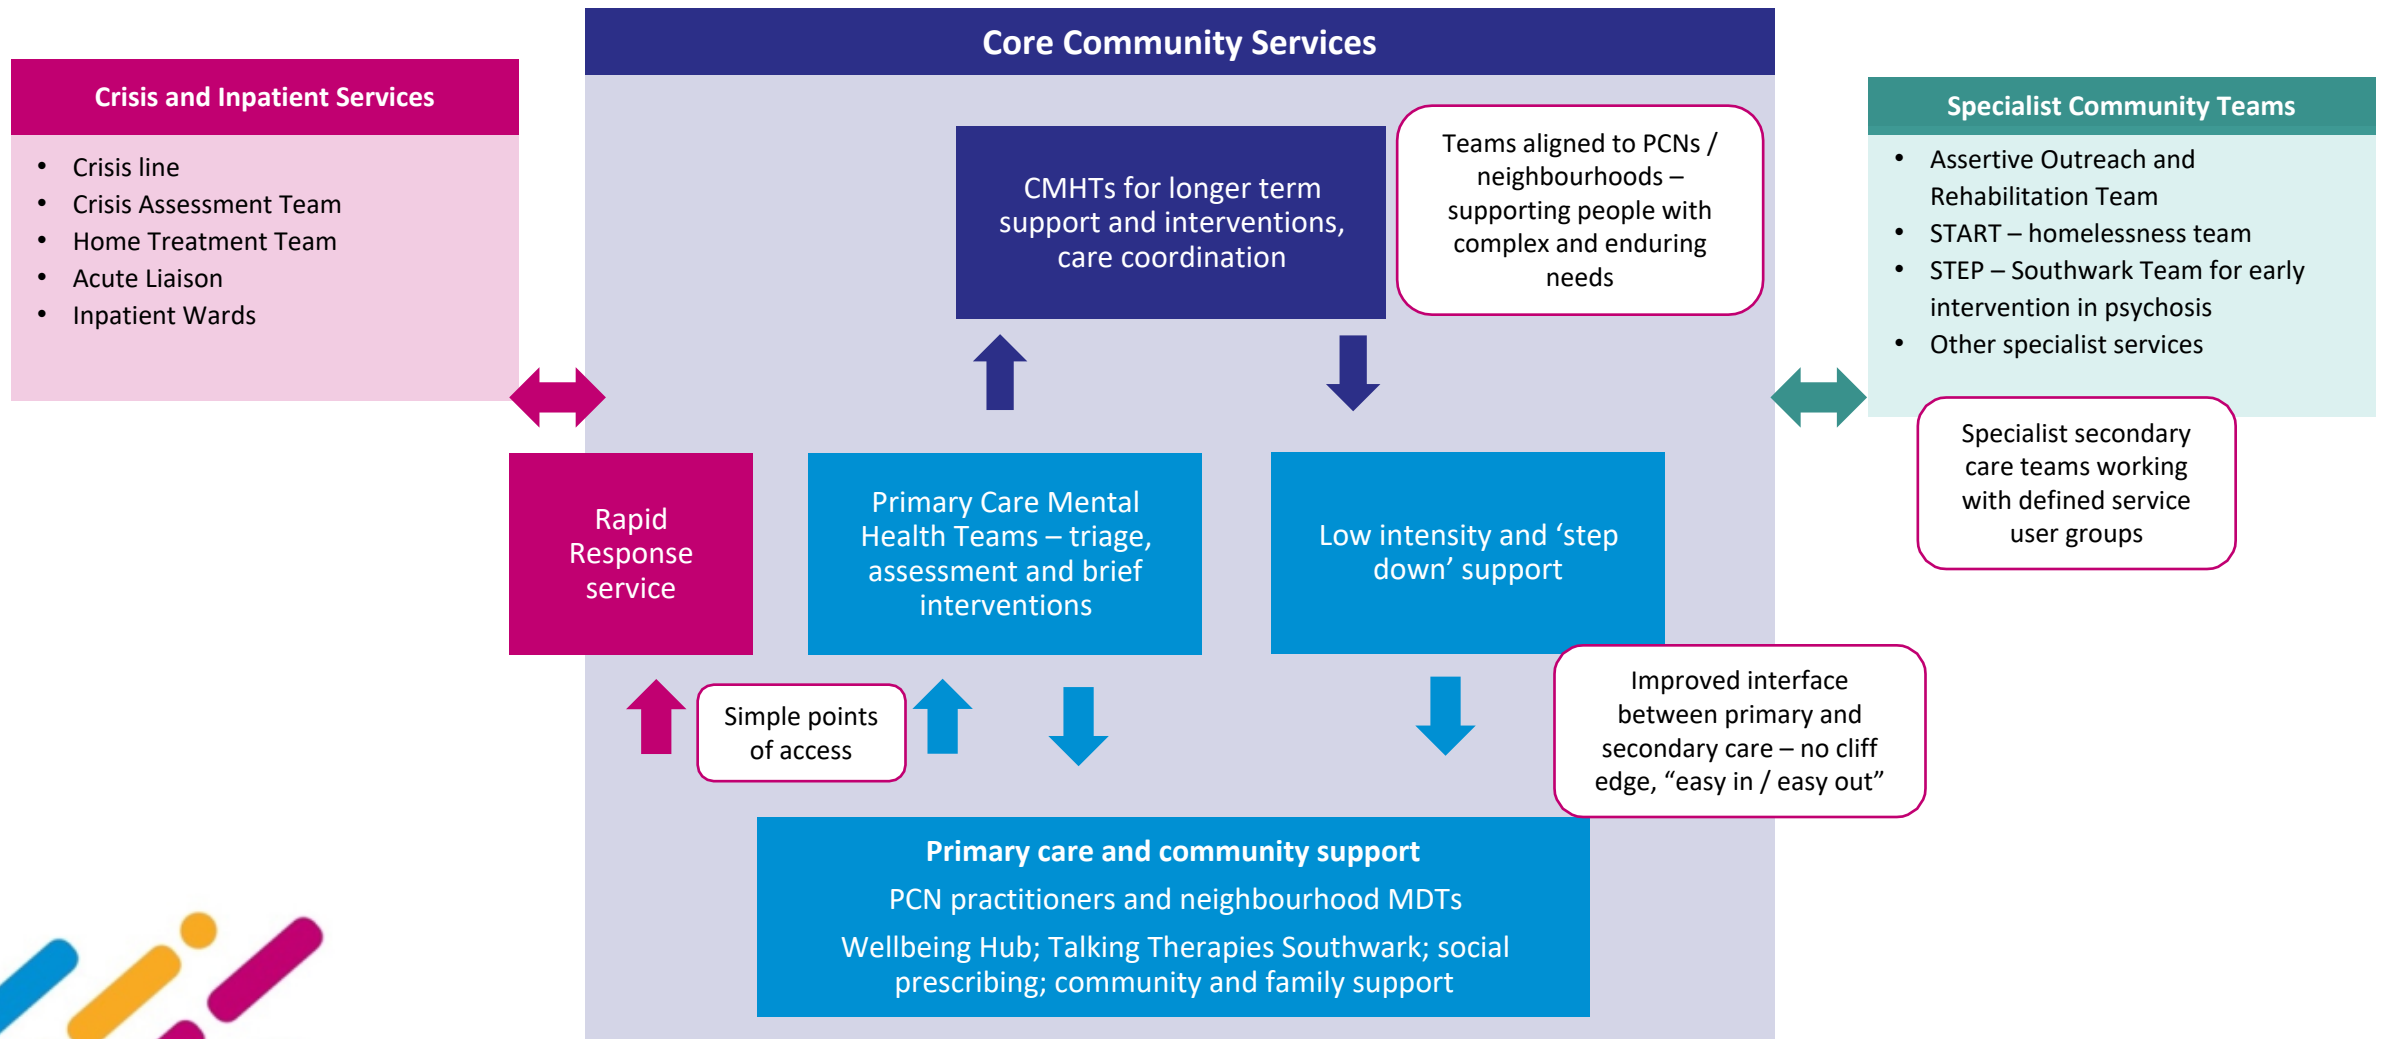 Core Community Services
Crisis and Inpatient Services
• Crisis line
• Crisis Assessment Team
• Home Treatment Team
• Acute Liaison
• Inpatient Wards
CMHTs for longer term
support and interventions,
care coordination
Teams aligned to PCNs /
neighbourhoods –
supporting people with
complex and enduring
needs
Specialist Community Teams
• Assertive Outreach and
Rehabilitation Team
• START – homelessness team
• STEP – Southwark Team for early
intervention in psychosis
• Other specialist services
Specialist secondary
care teams working
with defined service
user groups
Rapid
Response
service
Primary Care Mental
Health Teams – triage,
assessment and brief
interventions
Low intensity and ‘step
down’ support
Simple points
of access
Improved interface
between primary and
secondary care – no cliff
edge, “easy in / easy out”
Primary care and community support
PCN practitioners and neighbourhood MDTs
Wellbeing Hub; Talking Therapies Southwark; social
prescribing; community and family support